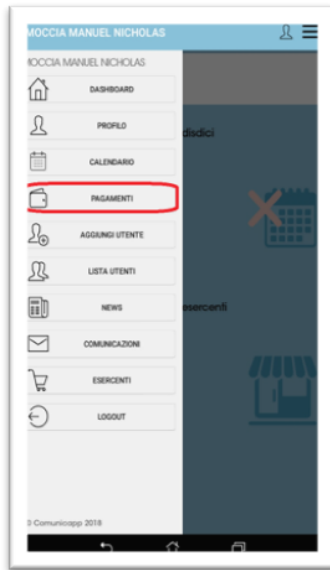 MOCCIA MANUEL NICHOLAS
MOCCIA MANUEL NICHOLAS
DASHBOARD
PROFILO
disdici
CALENDARIO
PAGAMENTI
AGGIUNGI UTENTE
LISTA UTENTI
NEWS
esercenti
COMUNICAZIONI
ESERCENTI
LOGOUT
© Comunicapp 2018